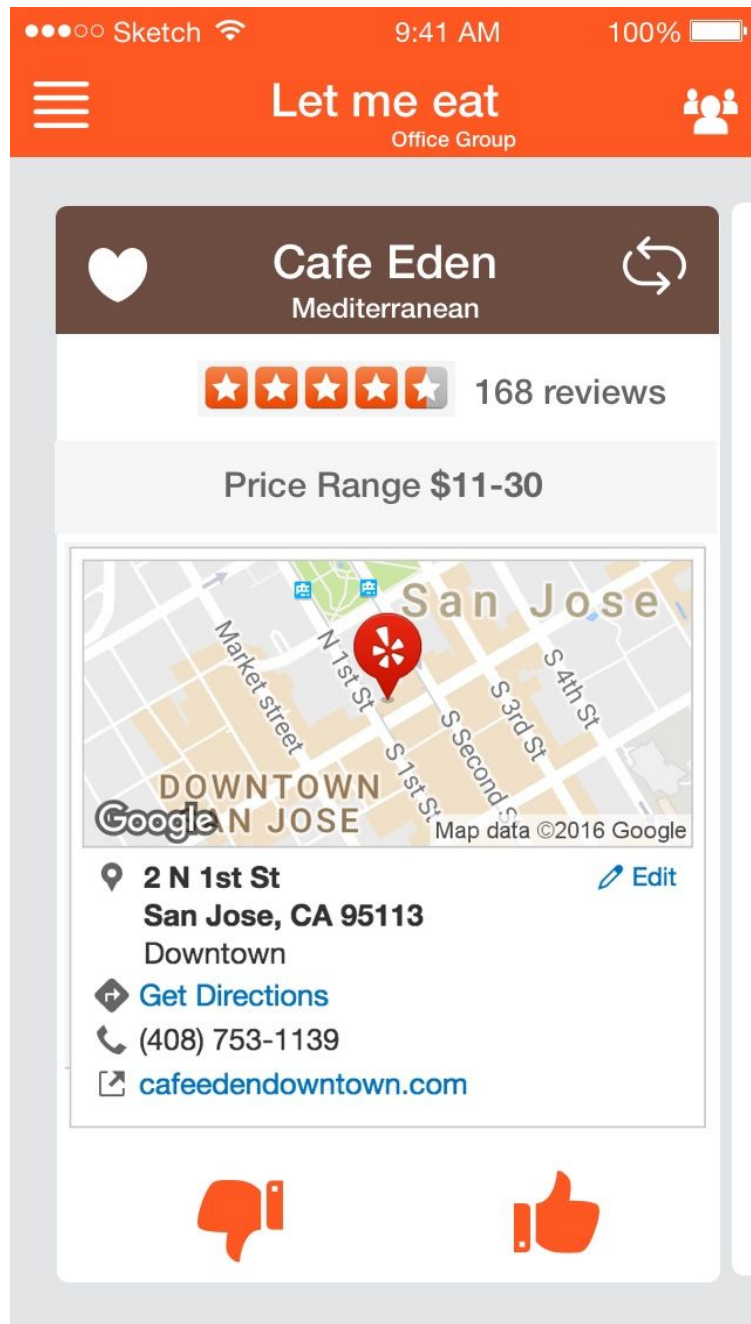 Sketch 9:41 AM 100%
Let me eat
Office Group
Cafe Eden
Mediterranean
168 reviews
Price Range $11-30
San Jose
Market street
N 1st St
S 4th St
S 3rd St
S Second St
S 1st St
DOWNTOWN
SAN JOSE
Google
Map data ©2016 Google
2 N 1st St
Edit
San Jose, CA 95113
Downtown
Get Directions
(408) 753-1139
cafeedendowntown.com